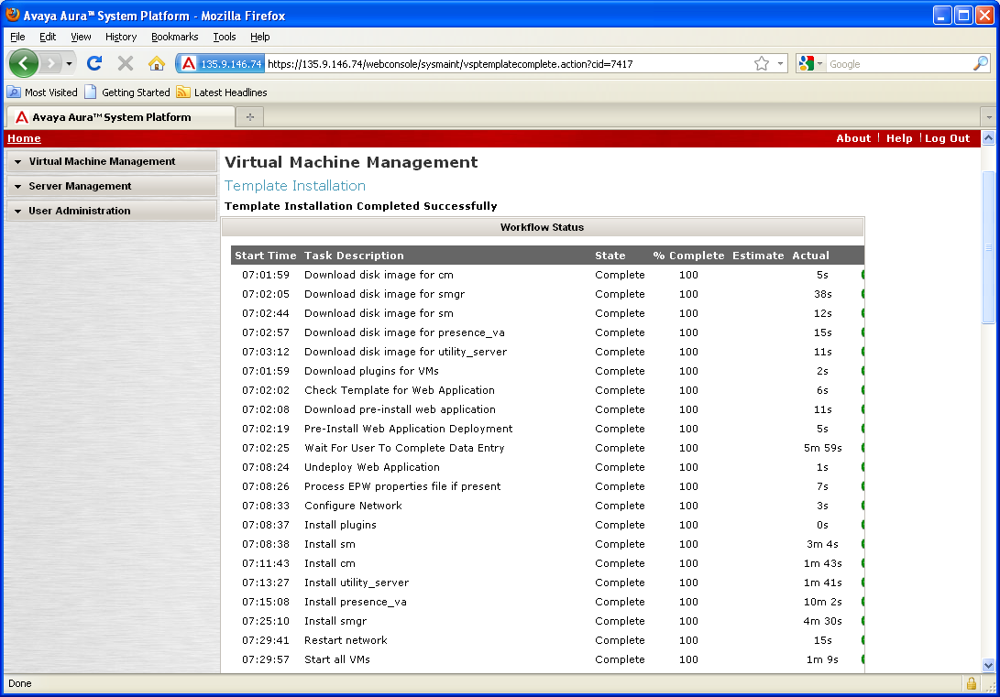 Avaya Aura™ System Platform - Mozilla Firefox
File Edit View History Bookmarks Tools Help
135.9.146.74 https://135.9.146.74/webconsole/sysmaint/vsptemplatecomplete.action?cid=7417 Google
Most Visited Getting Started Latest Headlines
Avaya Aura™ System Platform
Home About | Help | Log Out
Virtual Machine Management
Server Management
User Administration
Virtual Machine Management
Template Installation
Template Installation Completed Successfully
Workflow Status
Start Time Task Description State % Complete Estimate Actual
07:01:59 Download disk image for cm Complete 100 5s
07:02:05 Download disk image for smgr Complete 100 38s
07:02:44 Download disk image for sm Complete 100 12s
07:02:57 Download disk image for presence_va Complete 100 15s
07:03:12 Download disk image for utility_server Complete 100 11s
07:01:59 Download plugins for VMs Complete 100 2s
07:02:02 Check Template for Web Application Complete 100 6s
07:02:08 Download pre-install web application Complete 100 11s
07:02:19 Pre-Install Web Application Deployment Complete 100 5s
07:02:25 Wait For User To Complete Data Entry Complete 100 5m 59s
07:08:24 Undeploy Web Application Complete 100 1s
07:08:26 Process EPW properties file if present Complete 100 7s
07:08:33 Configure Network Complete 100 3s
07:08:37 Install plugins Complete 100 0s
07:08:38 Install sm Complete 100 3m 4s
07:11:43 Install cm Complete 100 1m 43s
07:13:27 Install utility_server Complete 100 1m 41s
07:15:08 Install presence_va Complete 100 10m 2s
07:25:10 Install smgr Complete 100 4m 30s
07:29:41 Restart network Complete 100 15s
07:29:57 Start all VMs Complete 100 1m 9s
Done